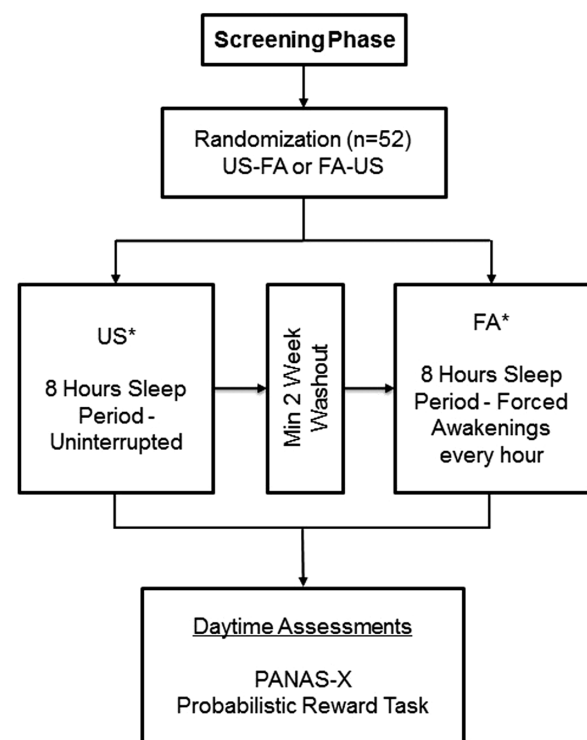 Screening Phase
Randomization (n=52)
US-FA or FA-US
US*
8 Hours Sleep
Period -
Uninterrupted
Min 2 Week
Washout
FA*
8 Hours Sleep
Period - Forced
Awakenings
every hour
Daytime Assessments
PANAS-X
Probabilistic Reward Task